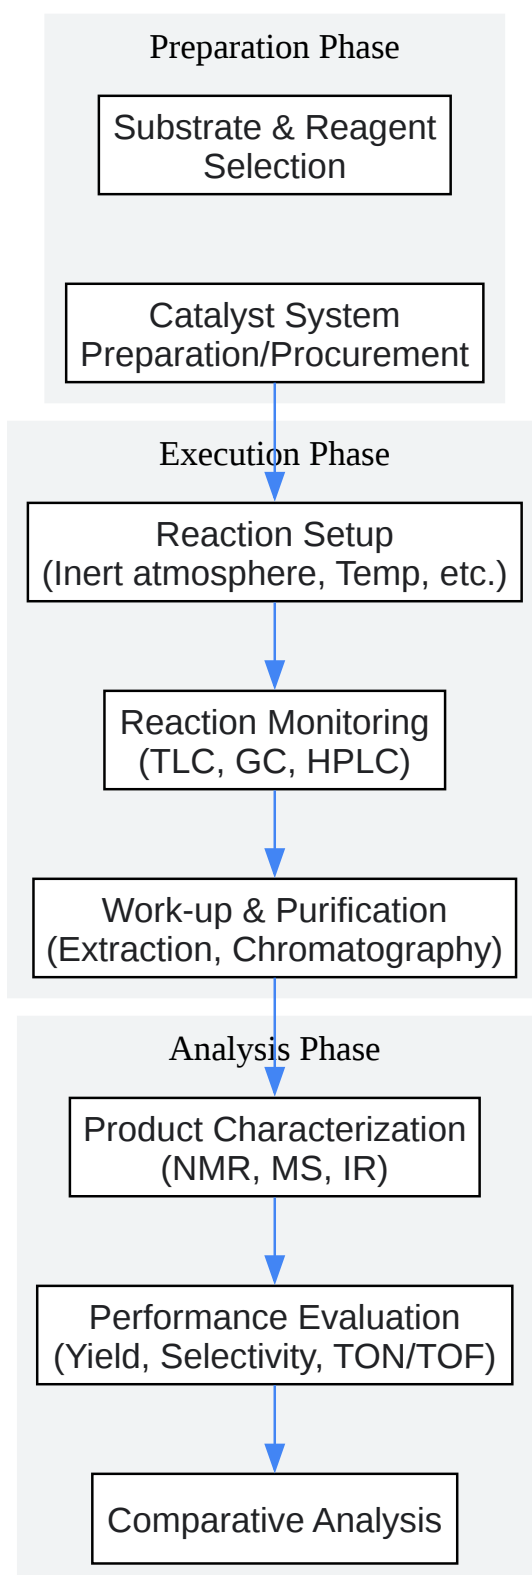 Preparation Phase
Substrate & Reagent
Selection
Catalyst System
Preparation/Procurement
Execution Phase
Reaction Setup
(Inert atmosphere, Temp, etc.)
Reaction Monitoring
(TLC, GC, HPLC)
Work-up & Purification
(Extraction, Chromatography)
Analysis Phase
Product Characterization
(NMR, MS, IR)
Performance Evaluation
(Yield, Selectivity, TON/TOF)
Comparative Analysis